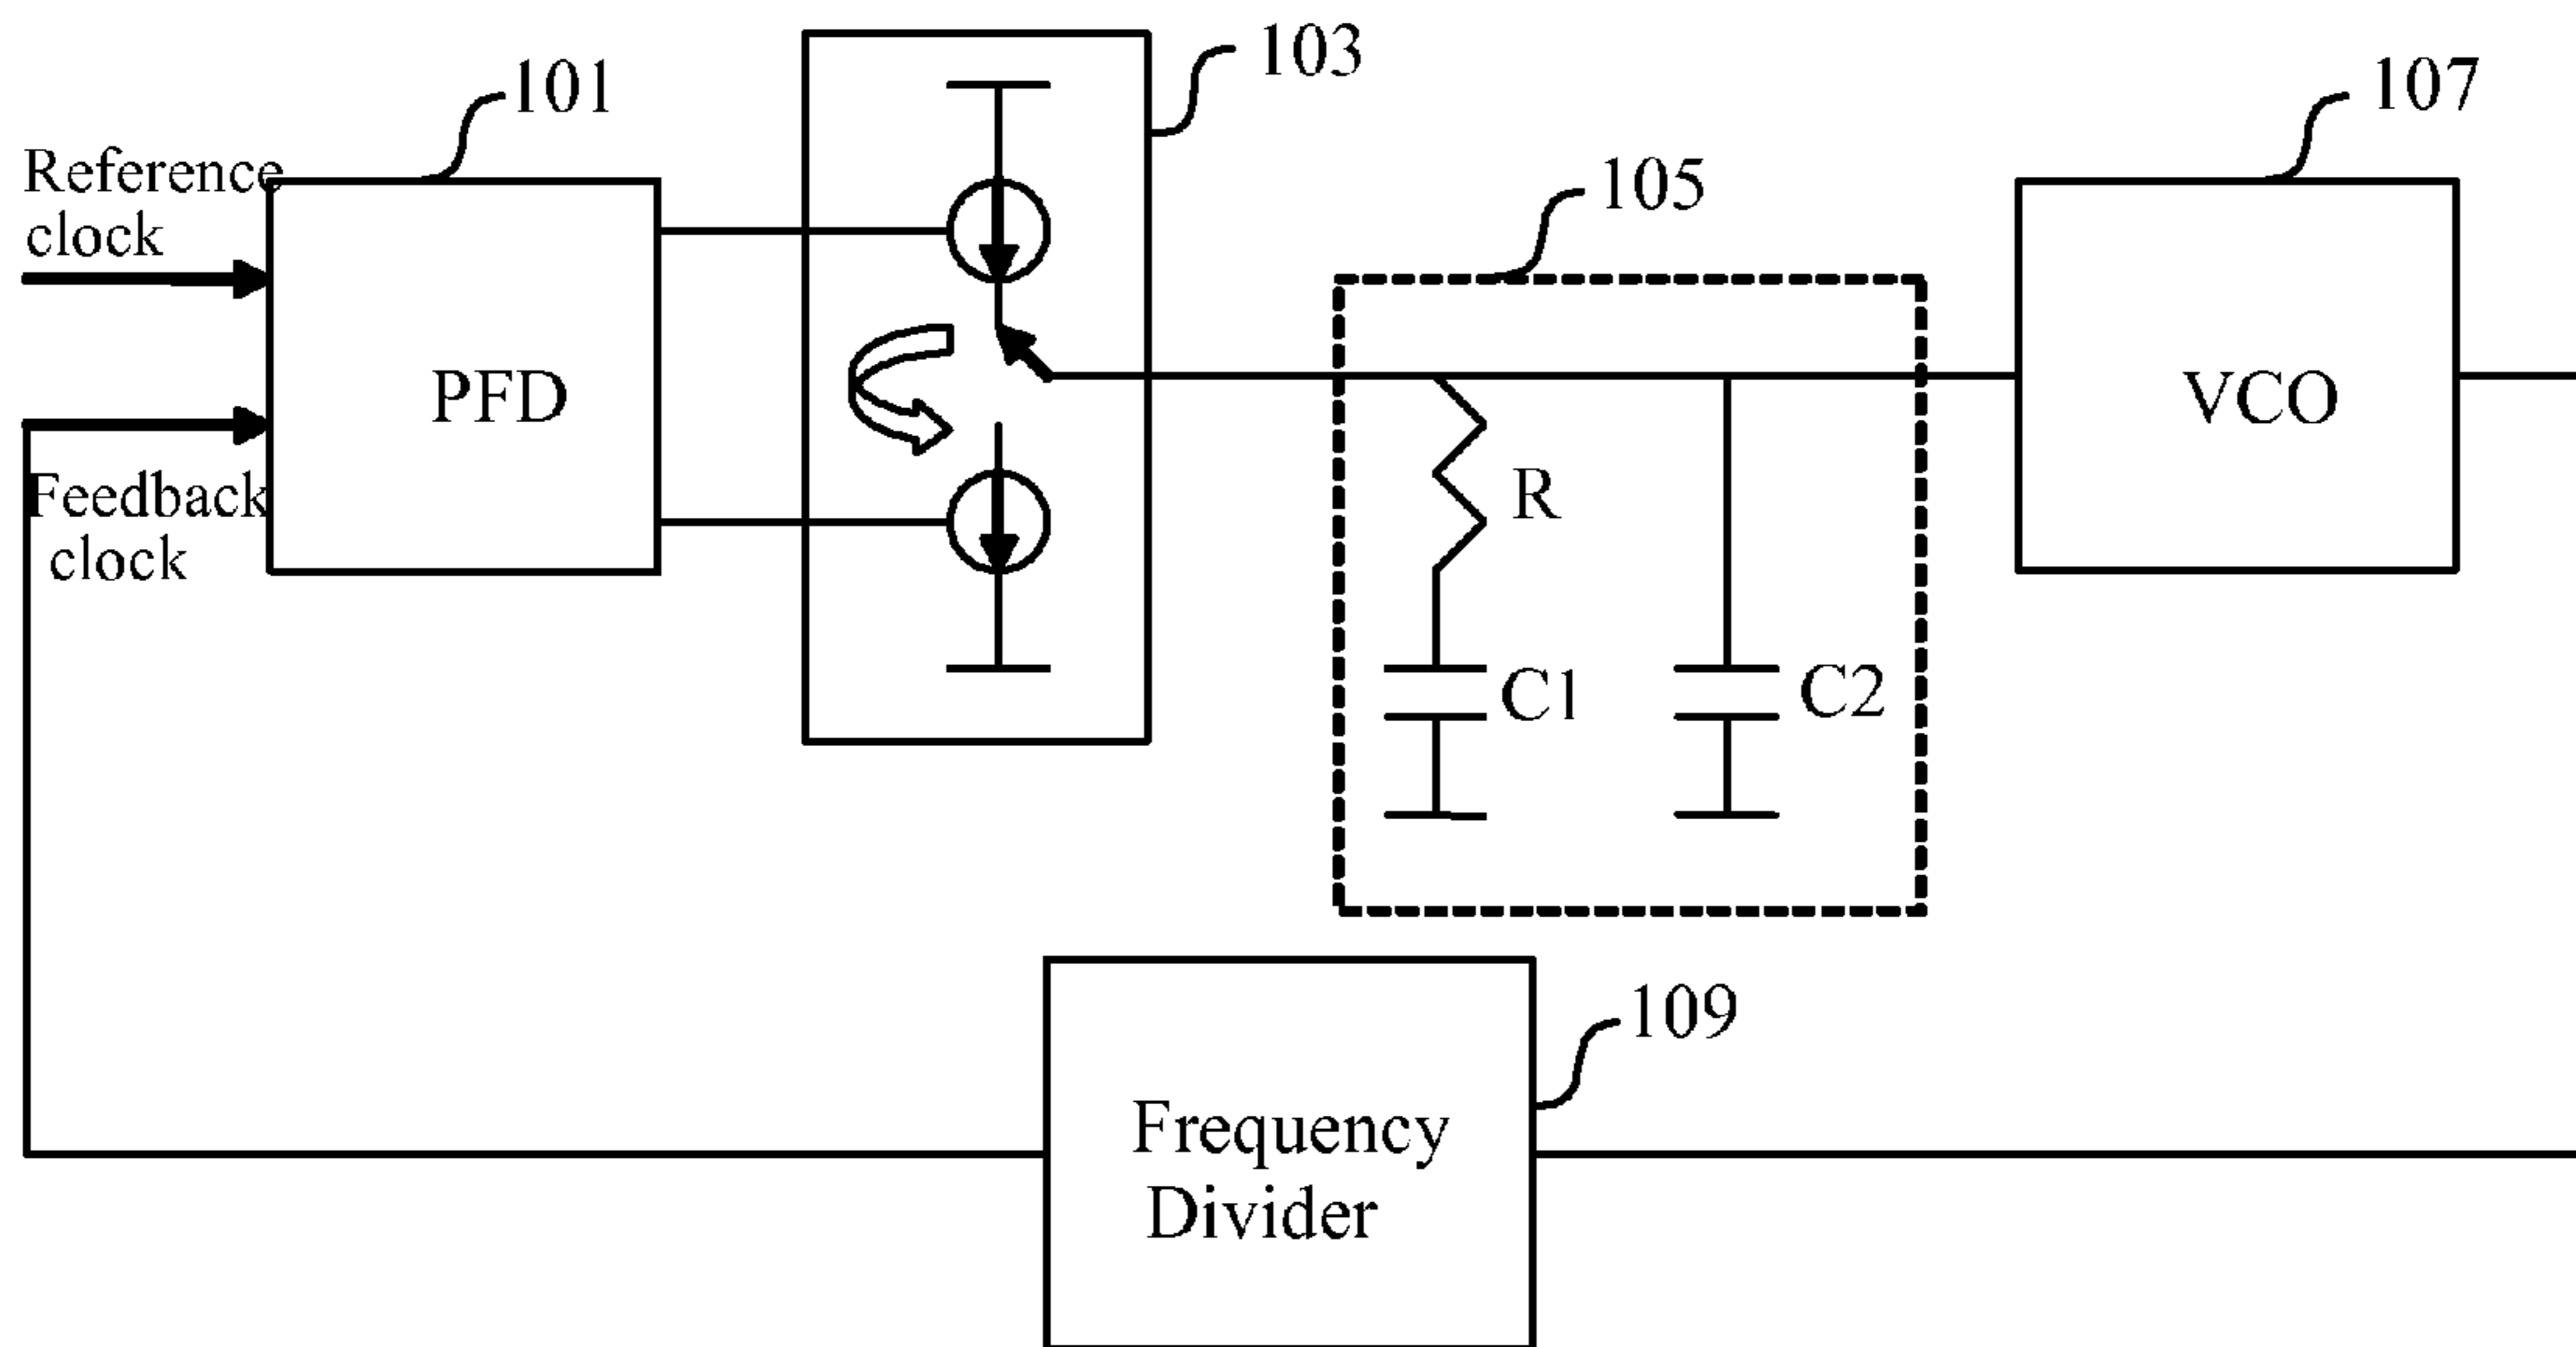 101
103
107
Reference
clock
105
PFD
VCO
Feedback
clock
R
C1
C2
109
Frequency
Divider